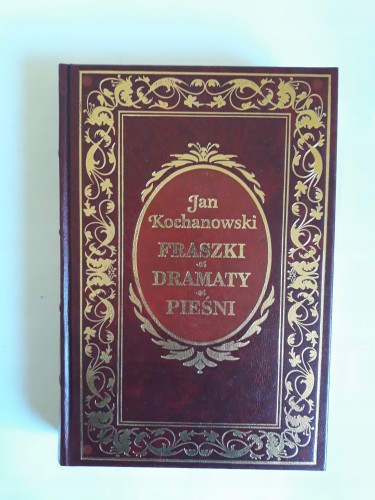 Jan
Kochanowski
FRASZKI
DRAMATY
PIEŚNI